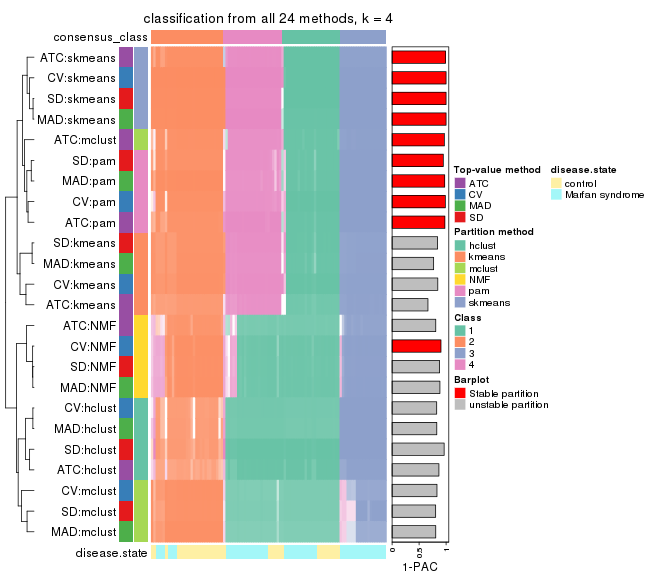 classification from all 24 methods, k = 4
consensus_class
ATC:skmeans
CV:skmeans
SD:skmeans
MAD:skmeans
ATC:mclust
SD:pam
MAD:pam
CV:pam
ATC:pam
SD:kmeans
MAD:kmeans
CV:kmeans
ATC:kmeans
ATC:NMF
CV:NMF
SD:NMF
MAD:NMF
CV:hclust
MAD:hclust
SD:hclust
ATC:hclust
CV:mclust
SD:mclust
MAD:mclust
disease.state
0
0.5
1
1-PAC
Top-value method
ATC
CV
MAD
SD
Partition method
hclust
kmeans
mclust
NMF
pam
skmeans
Class
1
2
3
4
Barplot
Stable partition
unstable partition
disease.state
control
Marfan syndrome